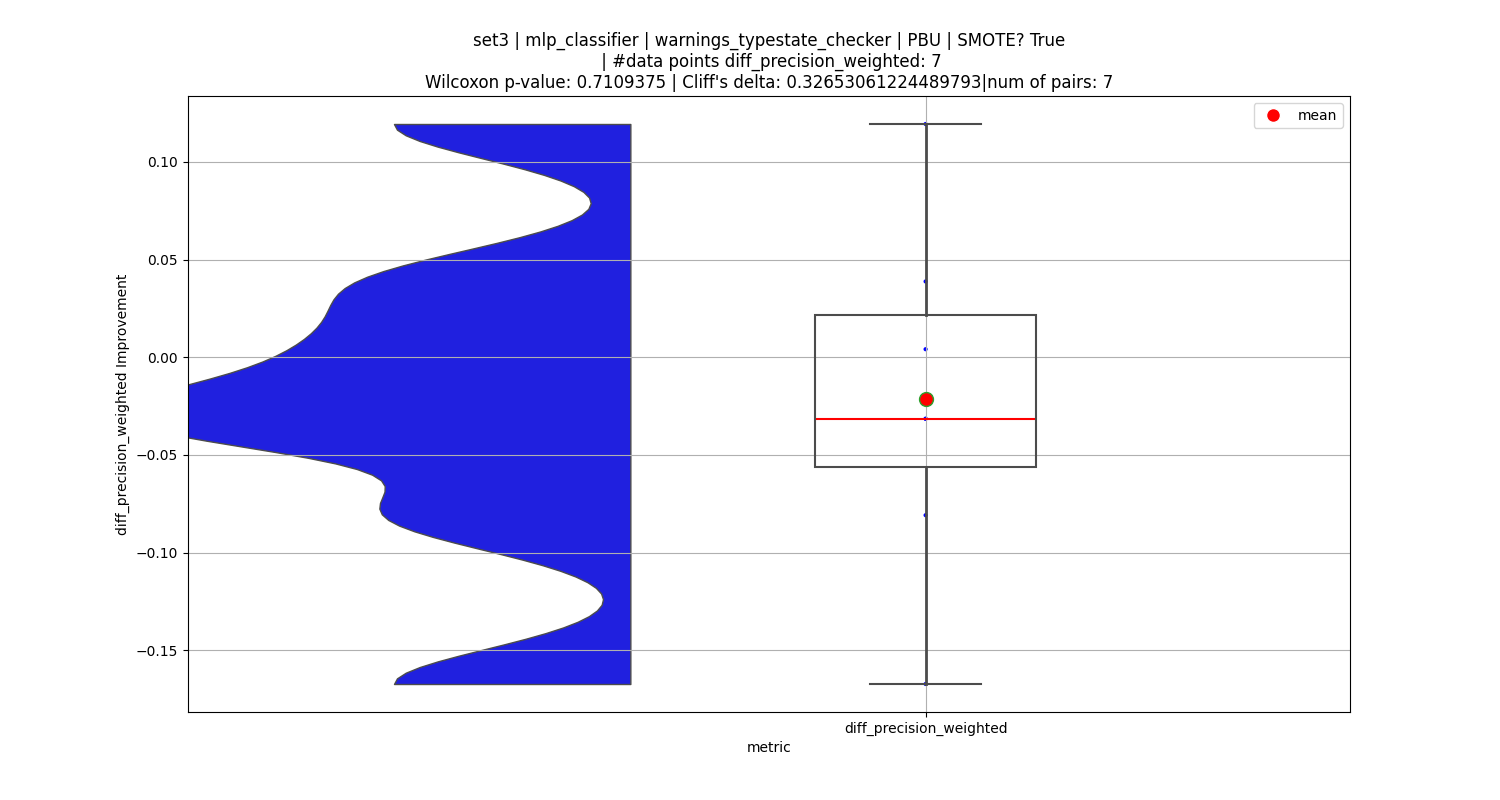 set3 | mlp_classifier | warnings_typestate_checker | PBU | SMOTE? True
| #data points diff_precision_weighted: 7
Wilcoxon p-value: 0.7109375 | Cliff's delta: 0.32653061224489793|num of pairs: 7
mean
0.10
0.05
0.00
−0.05
−0.10
−0.15
diff_precision_weighted Improvement
diff_precision_weighted
metric